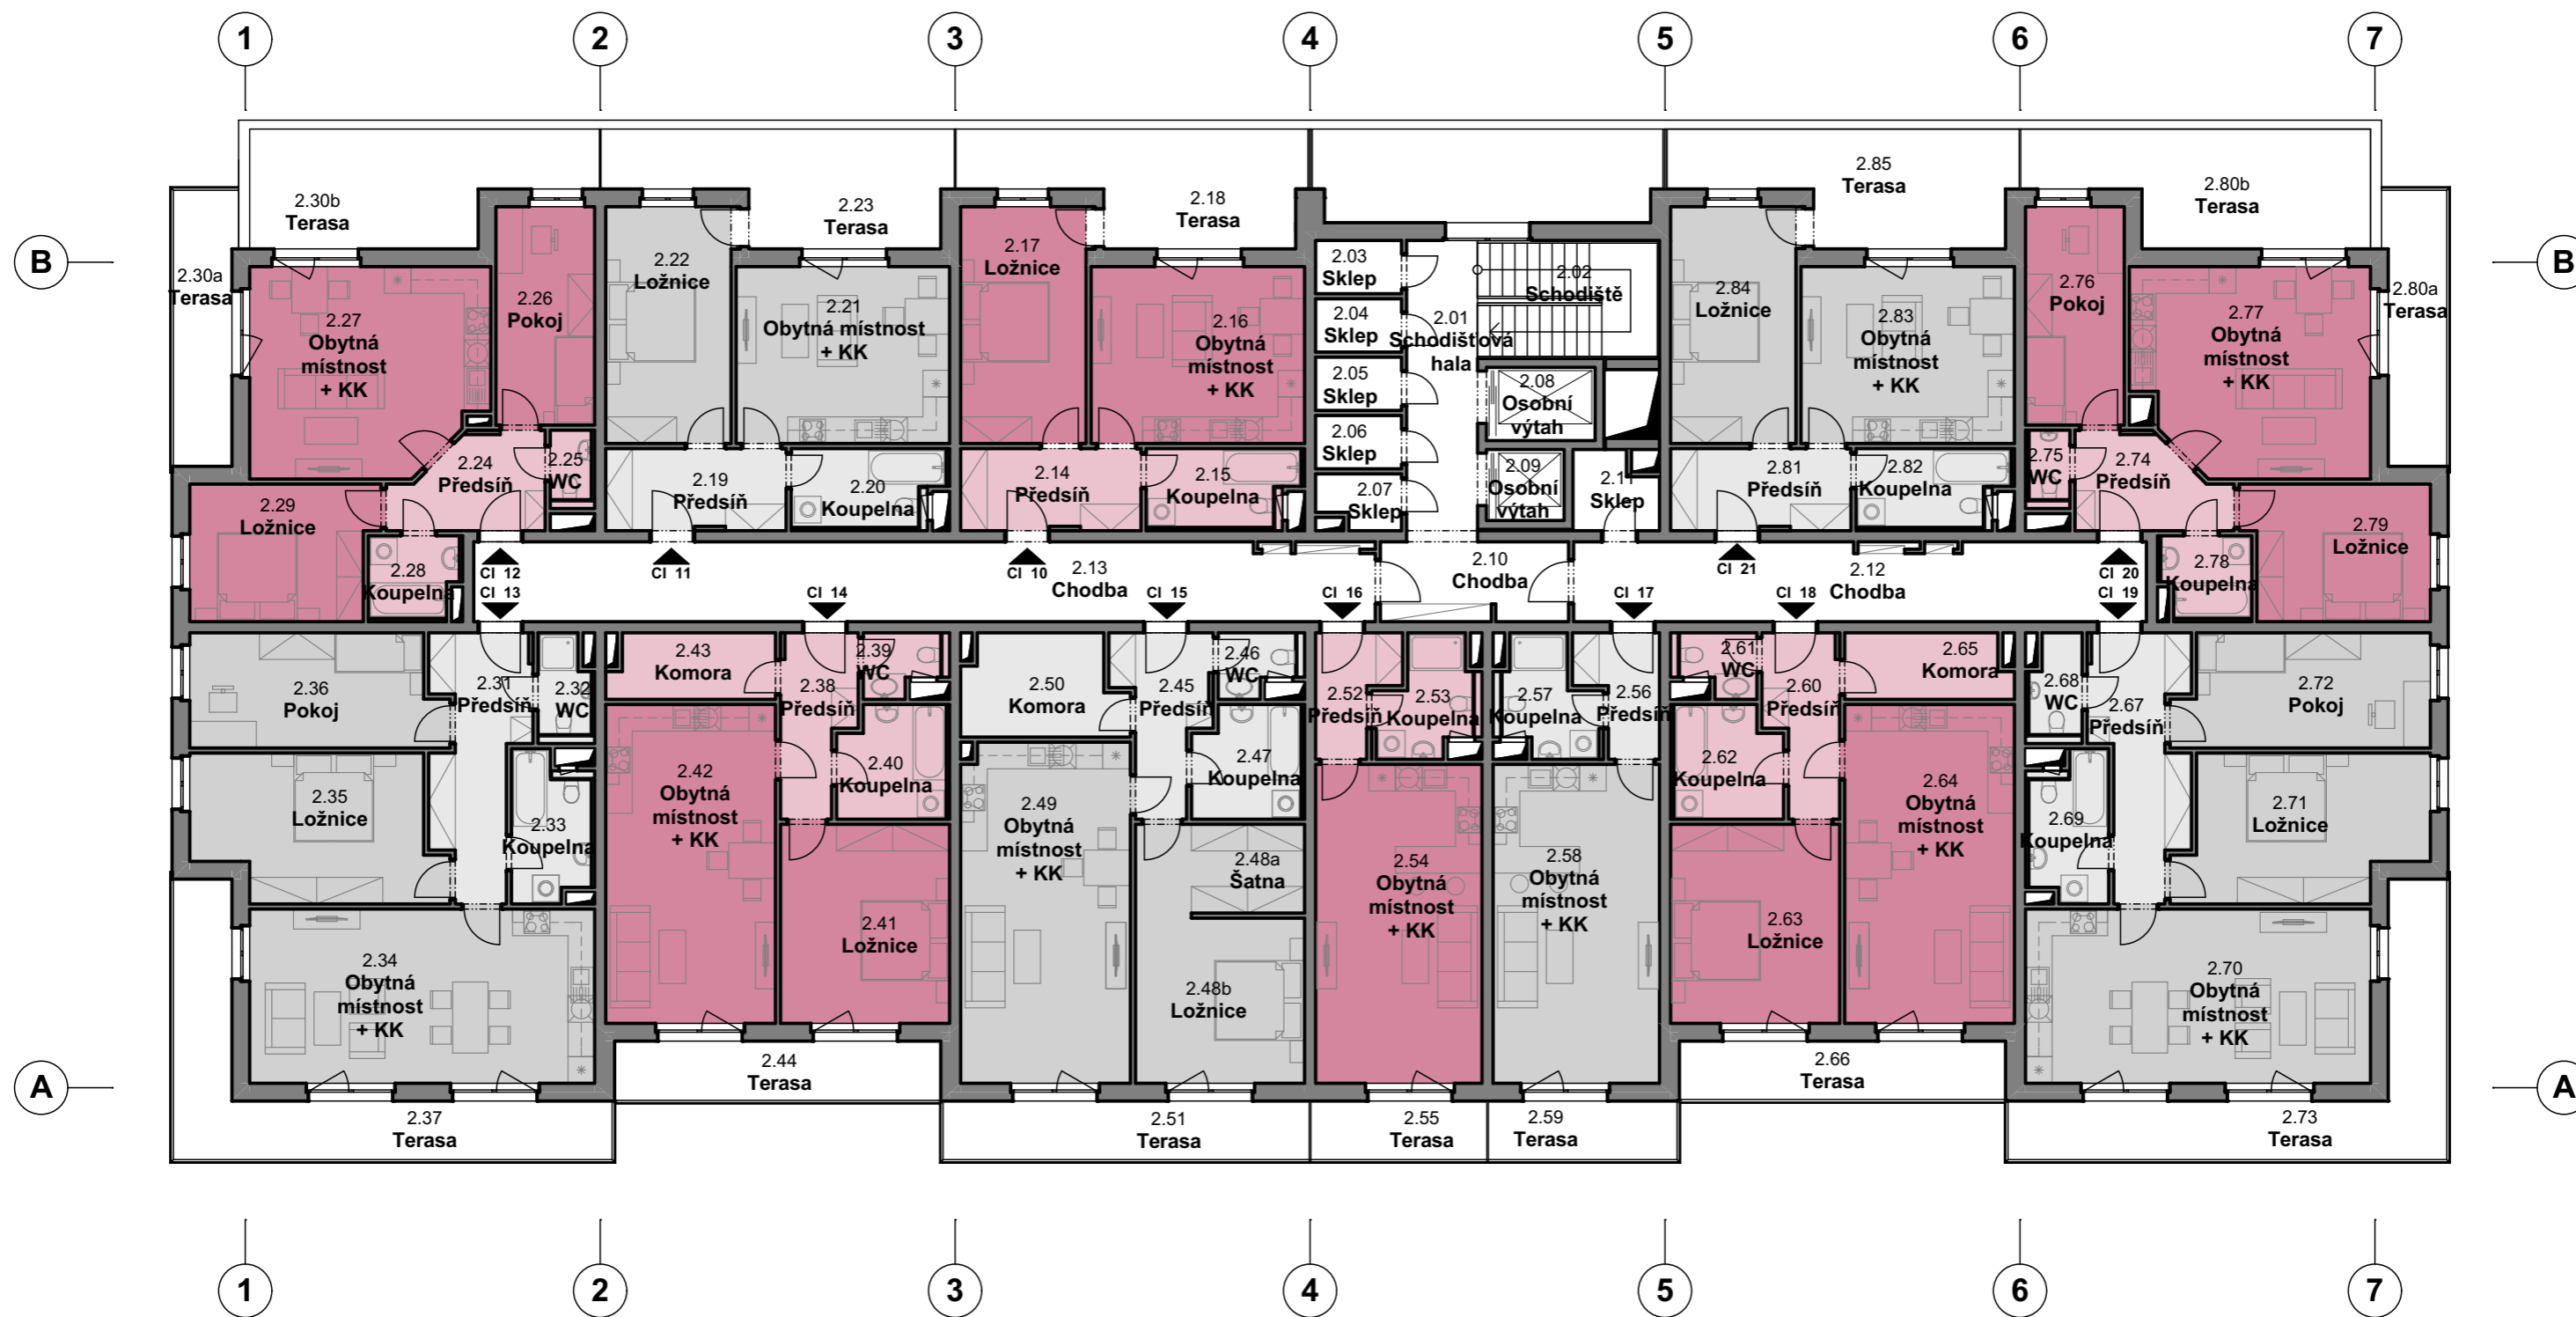 1
2
3
4
5
6
7
B
B
2.30b
Terasa
2.23
Terasa
2.18
Terasa
2.85
Terasa
2.80b
Terasa
2.30a
Terasa
2.27
Obytná
místnost
+ KK
2.26
Pokoj
2.22
Ložnice
2.21
Obytná místnost
+ KK
2.17
Ložnice
2.16
Obytná
místnost
+ KK
2.03
Sklep
2.04
Sklep
2.05
Sklep
2.06
Sklep
2.07
Sklep
2.01
Schodišťová
hala
2.02
Schodiště
2.08
Osobní
výtah
2.09
Osobní
výtah
2.11
Sklep
2.84
Ložnice
2.83
Obytná
místnost
+ KK
2.76
Pokoj
2.77
Obytná
místnost
+ KK
2.80a
Terasa
2.29
Ložnice
2.24
Předsíň
2.25
WC
2.28
Koupelna
2.19
Předsíň
2.20
Koupelna
2.14
Předsíň
2.15
Koupelna
2.81
Předsíň
2.82
Koupelna
2.75
WC
2.74
Předsíň
2.78
Koupelna
2.79
Ložnice
CI 12
CI 13
CI 11
CI 14
CI 10
2.13
Chodba
CI 15
CI 16
2.10
Chodba
CI 17
CI 21
CI 18
2.12
Chodba
CI 20
CI 19
2.36
Pokoj
2.31
Předsíň
2.32
WC
2.35
Ložnice
2.33
Koupelna
2.34
Obytná
místnost
+ KK
2.37
Terasa
2.43
Komora
2.38
Předsíň
2.39
WC
2.42
Obytná
místnost
+ KK
2.40
Koupelna
2.41
Ložnice
2.44
Terasa
2.50
Komora
2.45
Předsíň
2.46
WC
2.47
Koupelna
2.49
Obytná
místnost
+ KK
2.48a
Šatna
2.48b
Ložnice
2.51
Terasa
2.52
Předsíň
2.53
Koupelna
2.54
Obytná
místnost
+ KK
2.55
Terasa
2.57
Koupelna
2.56
Předsíň
2.58
Obytná
místnost
+ KK
2.59
Terasa
2.61
WC
2.60
Předsíň
2.65
Komora
2.62
Koupelna
2.64
Obytná
místnost
+ KK
2.63
Ložnice
2.66
Terasa
2.68
WC
2.67
Předsíň
2.72
Pokoj
2.69
Koupelna
2.71
Ložnice
2.70
Obytná
místnost
+ KK
2.73
Terasa
A
A
1
2
3
4
5
6
7